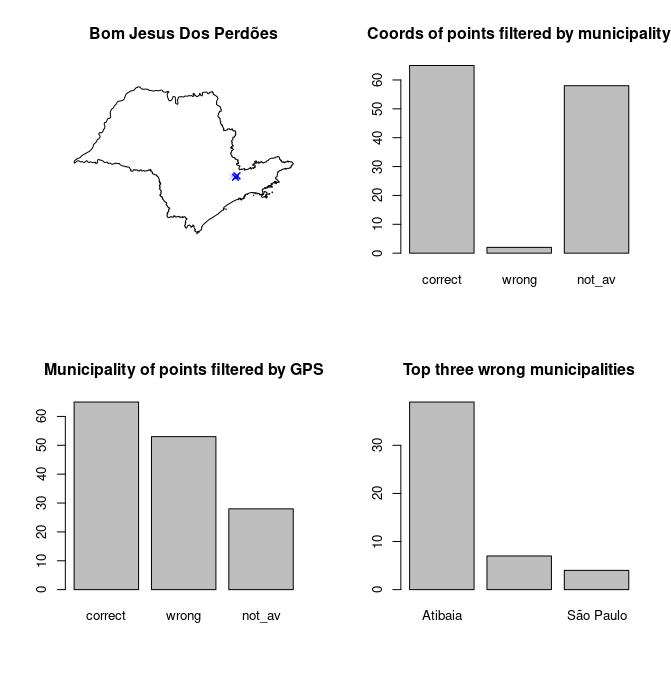 Bom Jesus Dos Perdões
Coords of points filtered by municipality
0 10 20 30 40 50 60
correct wrong not_av
Municipality of points filtered by GPS
0 10 20 30 40 50 60
correct wrong not_av
Top three wrong municipalities
0 10 20 30
Atibaia São Paulo